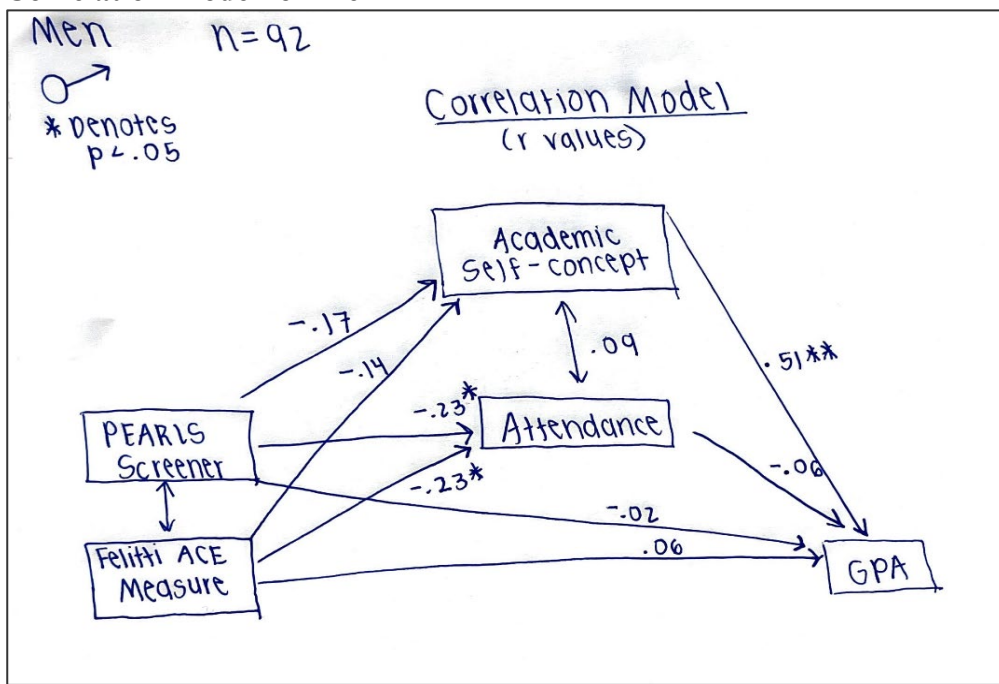 Men n=92
* Denotes
p<.05
Correlation Model
(r values)
Academic
Self-concept
-.17
-.14
.09
.51**
-.23*
Attendance
-.23*
-.06
PEARLS
Screener
-.02
.06
Felitti ACE
Measure
GPA